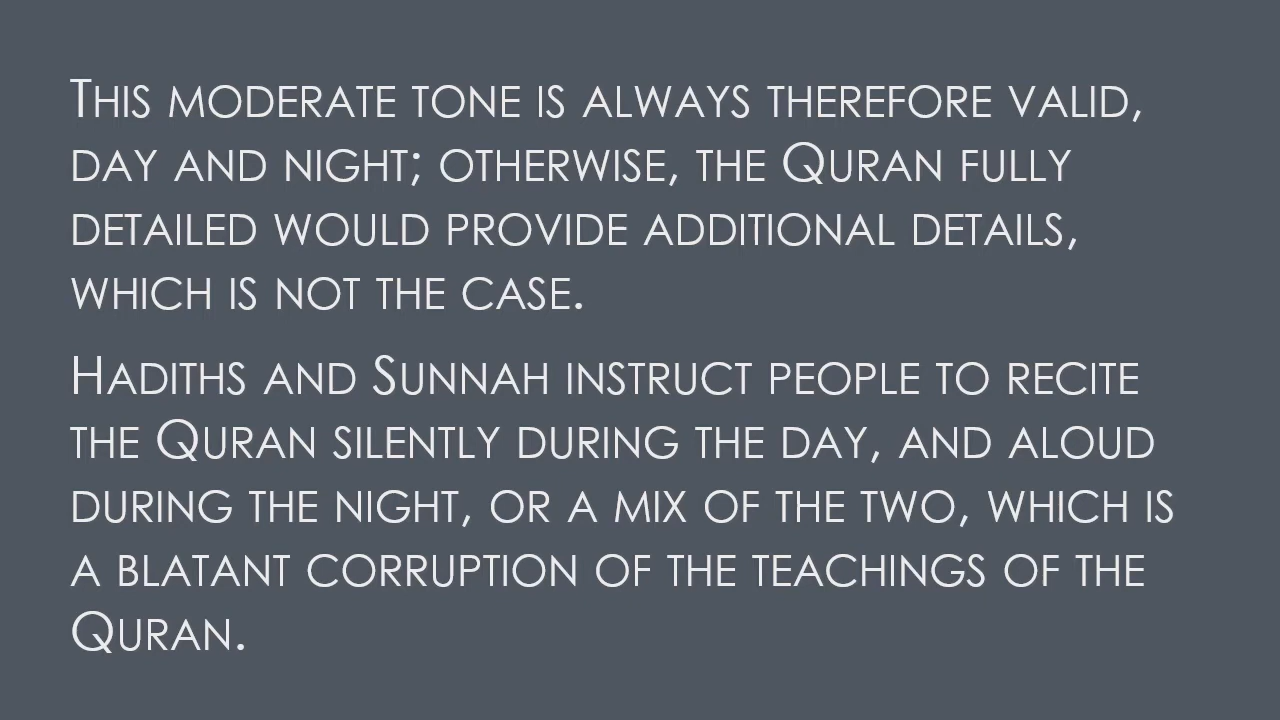 This moderate tone is always therefore valid,
day and night; otherwise, the Quran fully
detailed would provide additional details,
which is not the case.
Hadiths and Sunnah instruct people to recite
the Quran silently during the day, and aloud
during the night, or a mix of the two, which is
a blatant corruption of the teachings of the
Quran.